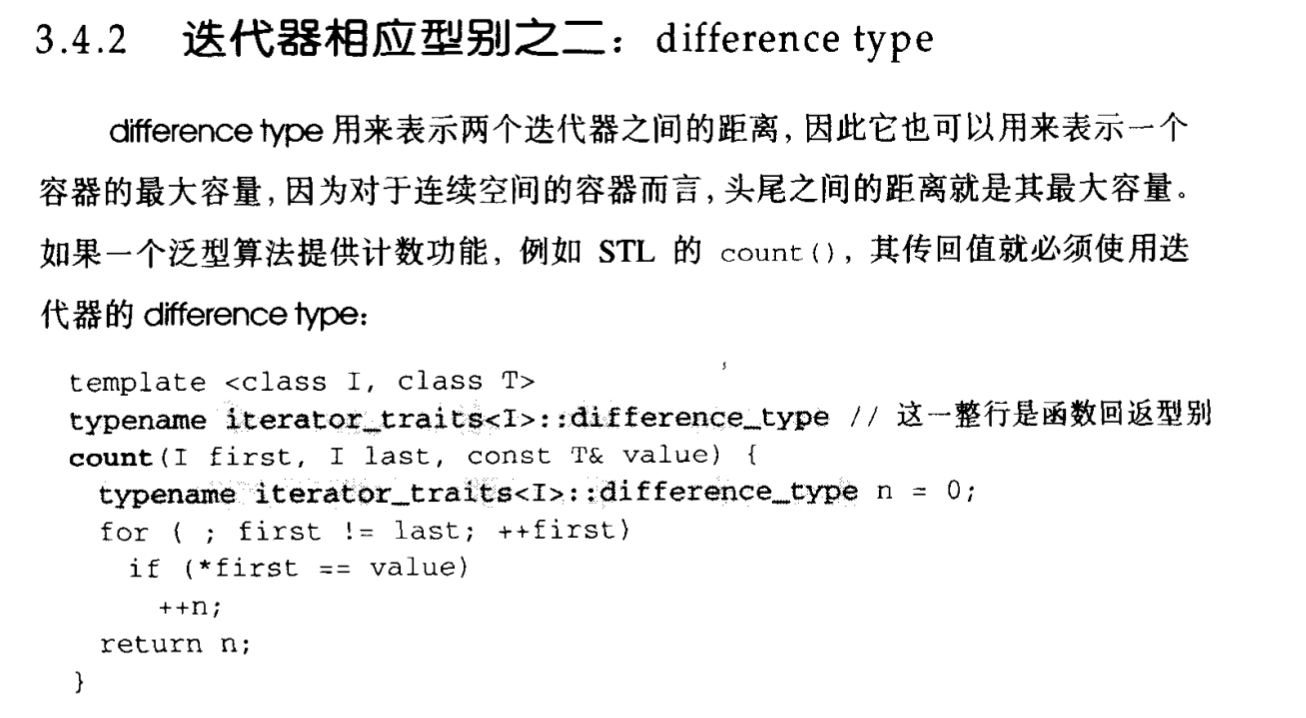 3.4.2 迭代器相应型别之二：difference type
difference type 用来表示两个迭代器之间的距离，因此它也可以用来表示一个
容器的最大容量，因为对于连续空间的容器而言，头尾之间的距离就是其最大容量。
如果一个泛型算法提供计数功能，例如 STL 的 count()，其传回值就必须使用迭
代器的 difference type：
template <class I, class T>
typename iterator_traits<I>::difference_type // 这一整行是函数回返型别
count(I first, I last, const T& value) {
typename iterator_traits<I>::difference_type n = 0;
for ( ; first != last; ++first)
if (*first == value)
++n;
return n;
}